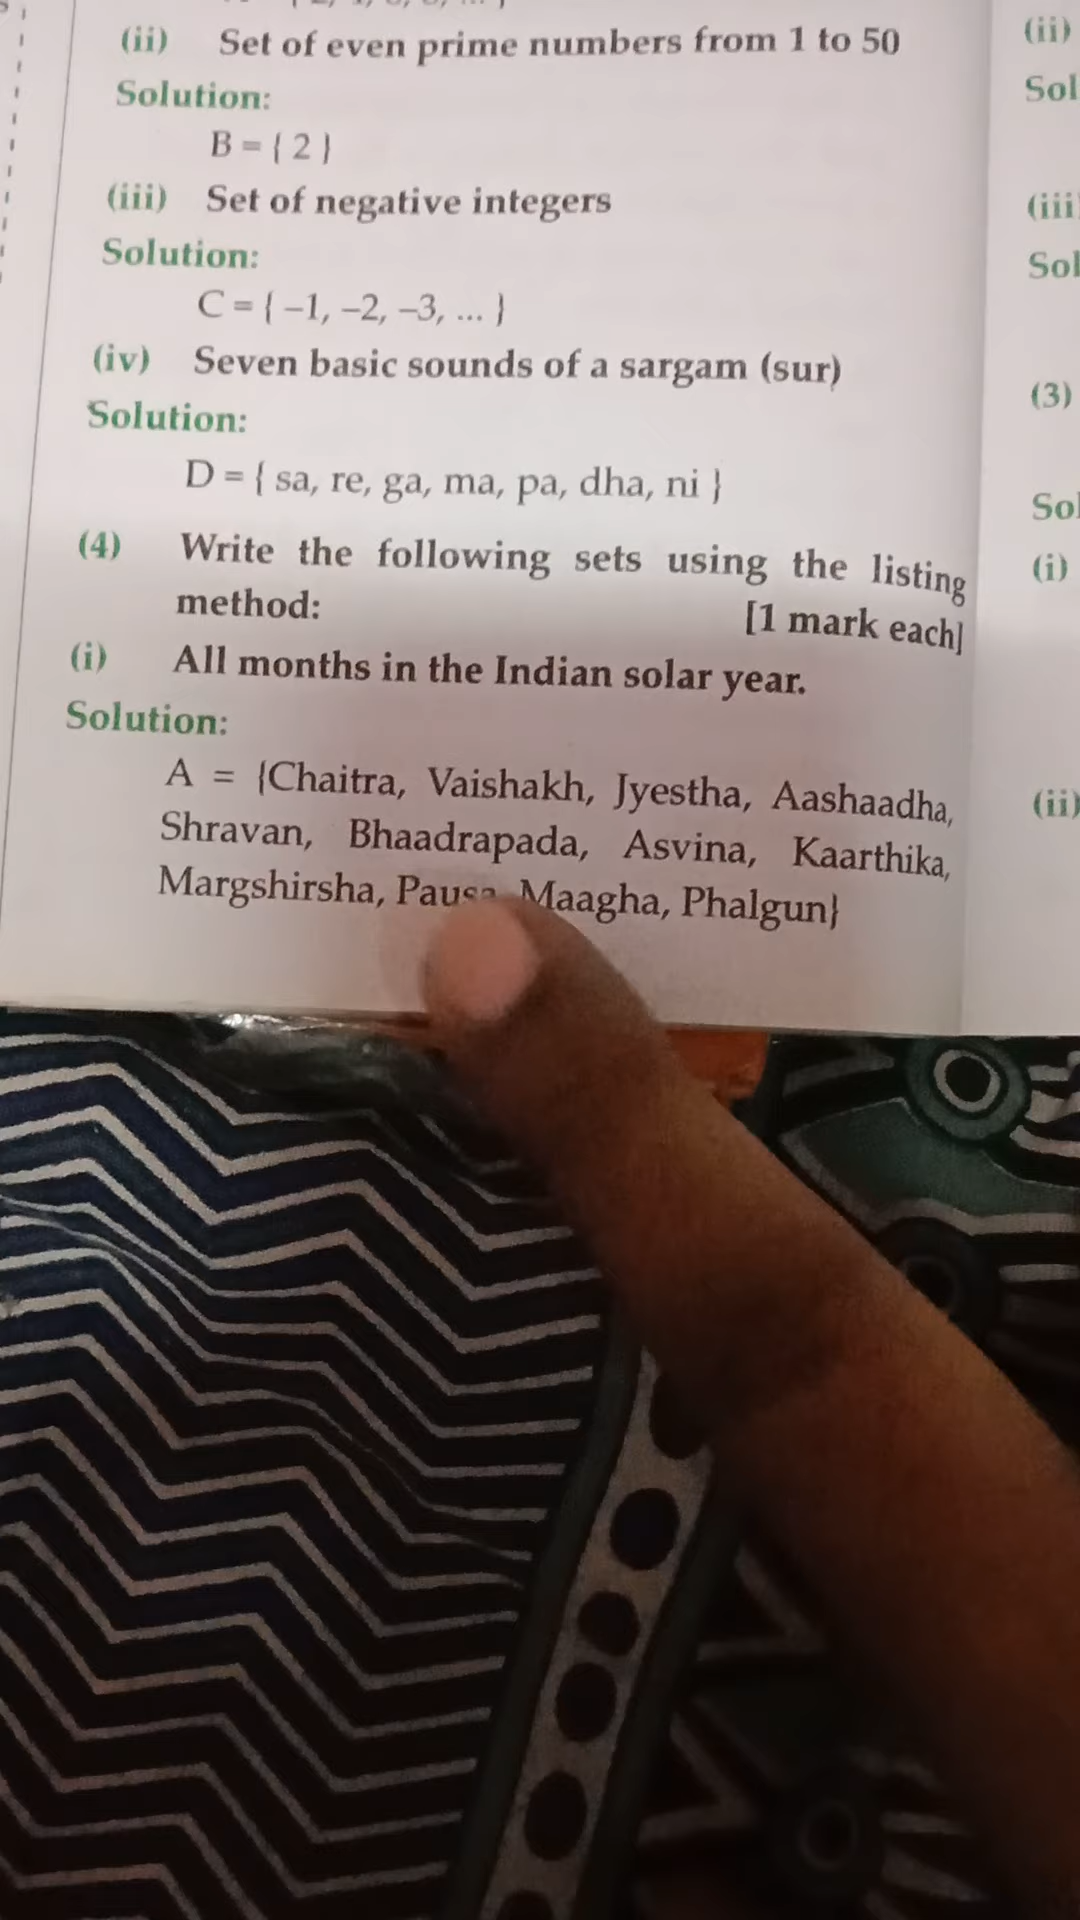 (ii) Set of even prime numbers from 1 to 50
Solution:
B = { 2 }
(iii) Set of negative integers
Solution:
C = { –1, –2, –3, ... }
(iv) Seven basic sounds of a sargam (sur)
Solution:
D = { sa, re, ga, ma, pa, dha, ni }
(4) Write the following sets using the listing
method: [1 mark each]
(i) All months in the Indian solar year.
Solution:
A = {Chaitra, Vaishakh, Jyestha, Aashaadha,
Shravan, Bhaadrapada, Asvina, Kaarthika,
Margshirsha, Maagha, Phalgun}
(ii)
(iii)
(3)
(i)
(ii)